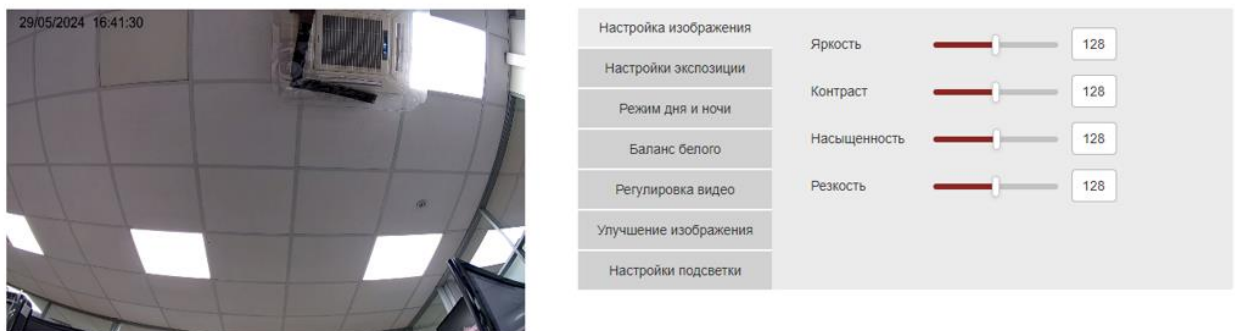 29/05/2024 16:41:30
Настройка изображения
Настройки экспозиции
Режим дня и ночи
Баланс белого
Регулировка видео
Улучшение изображения
Настройки подсветки
Яркость 128
Контраст 128
Насыщенность 128
Резкость 128